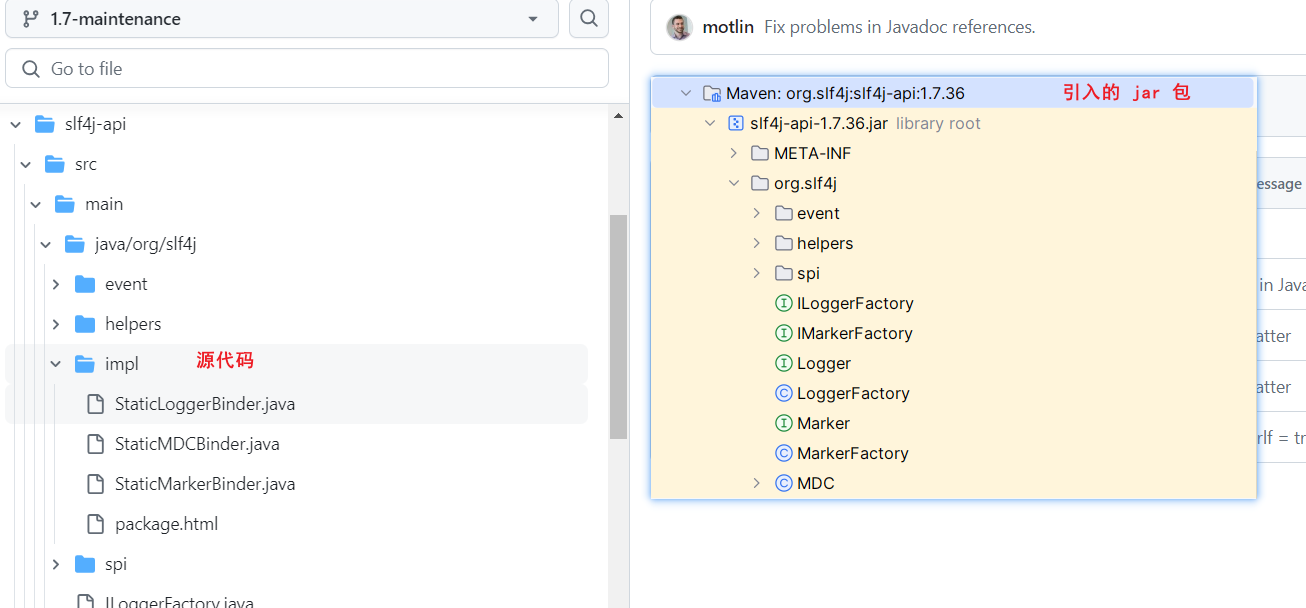 1.7-maintenance
Go to file
slf4j-api
src
main
java/org/slf4j
event
helpers
impl 源代码
StaticLoggerBinder.java
StaticMDCBinder.java
StaticMarkerBinder.java
package.html
spi
ILoggerFactory.java
motlin Fix problems in Javadoc references.
Maven: org.slf4j:slf4j-api:1.7.36 引入的 jar 包
slf4j-api-1.7.36.jar library root
META-INF
org.slf4j
event
helpers
spi
ILoggerFactory
IMarkerFactory
Logger
LoggerFactory
Marker
MarkerFactory
MDC
essage
in Java
atter
atter
rlf = tr